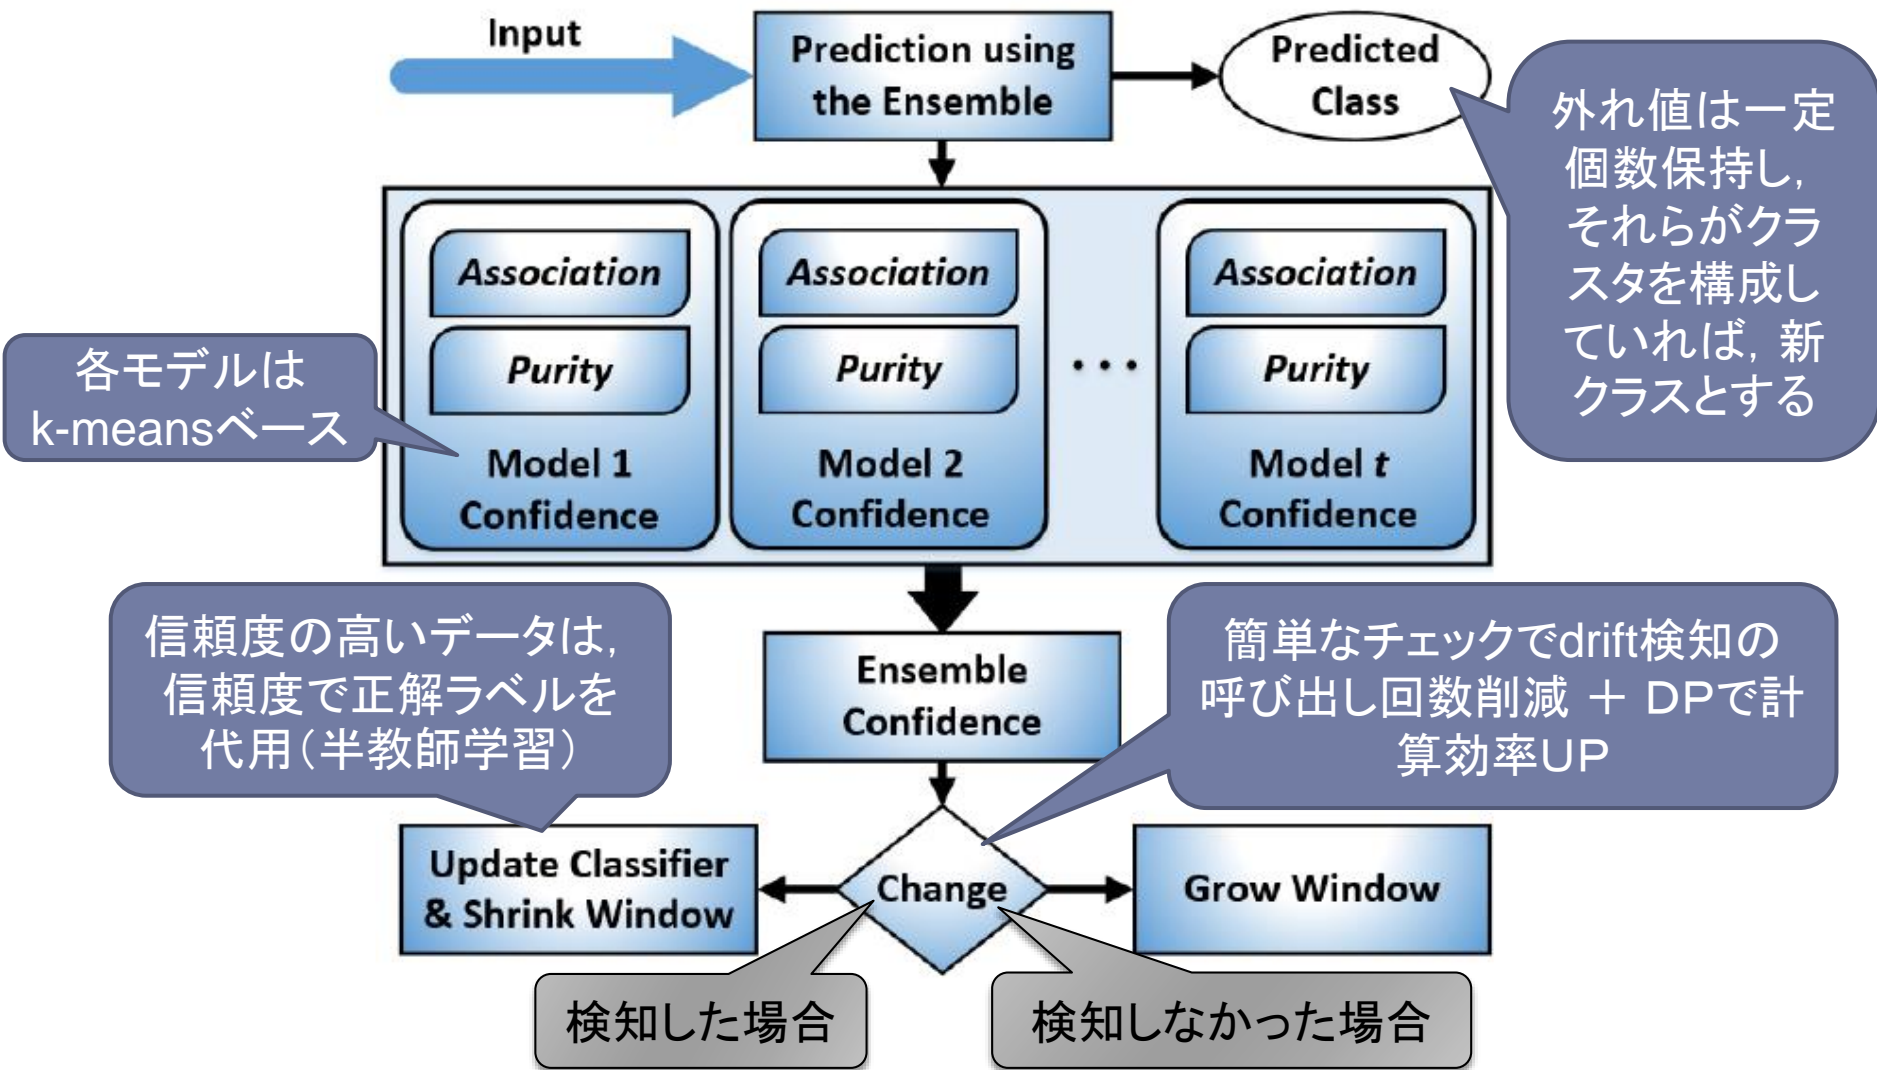 Input
Prediction using
the Ensemble
Predicted
Class
外れ値は一定
個数保持し,
それらがクラ
スタを構成し
ていれば, 新
クラスとする
Association
Purity
Model 1
Confidence
Association
Purity
Model 2
Confidence
...
Association
Purity
Model t
Confidence
各モデルは
k-meansベース
信頼度の高いデータは,
信頼度で正解ラベルを
代用(半教師学習)
Ensemble
Confidence
簡単なチェックでdrift検知の
呼び出し回数削減 + DPで計
算効率UP
Update Classifier
& Shrink Window
Change
Grow Window
検知した場合
検知しなかった場合